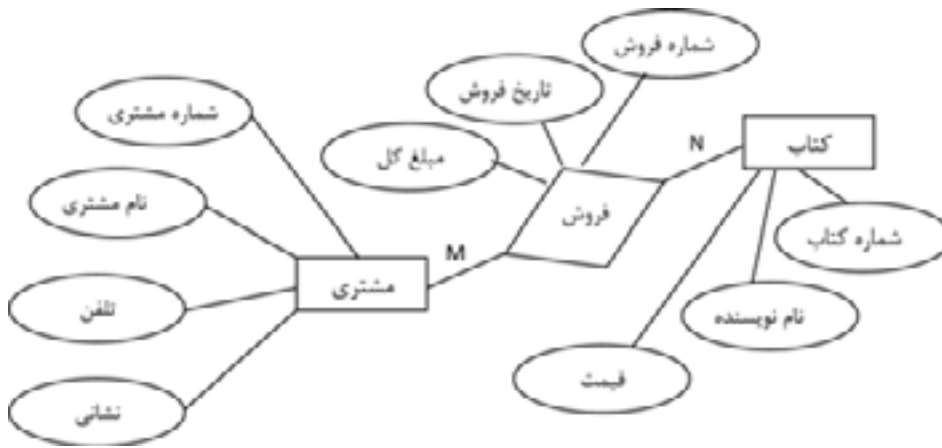 شماره فروش
تاریخ فروش
مبلغ کل
شماره مشتری
نام مشتری
تلفن
نشانی
مشتری
M
فروش
N
کتاب
شماره کتاب
نام نویسنده
قیمت